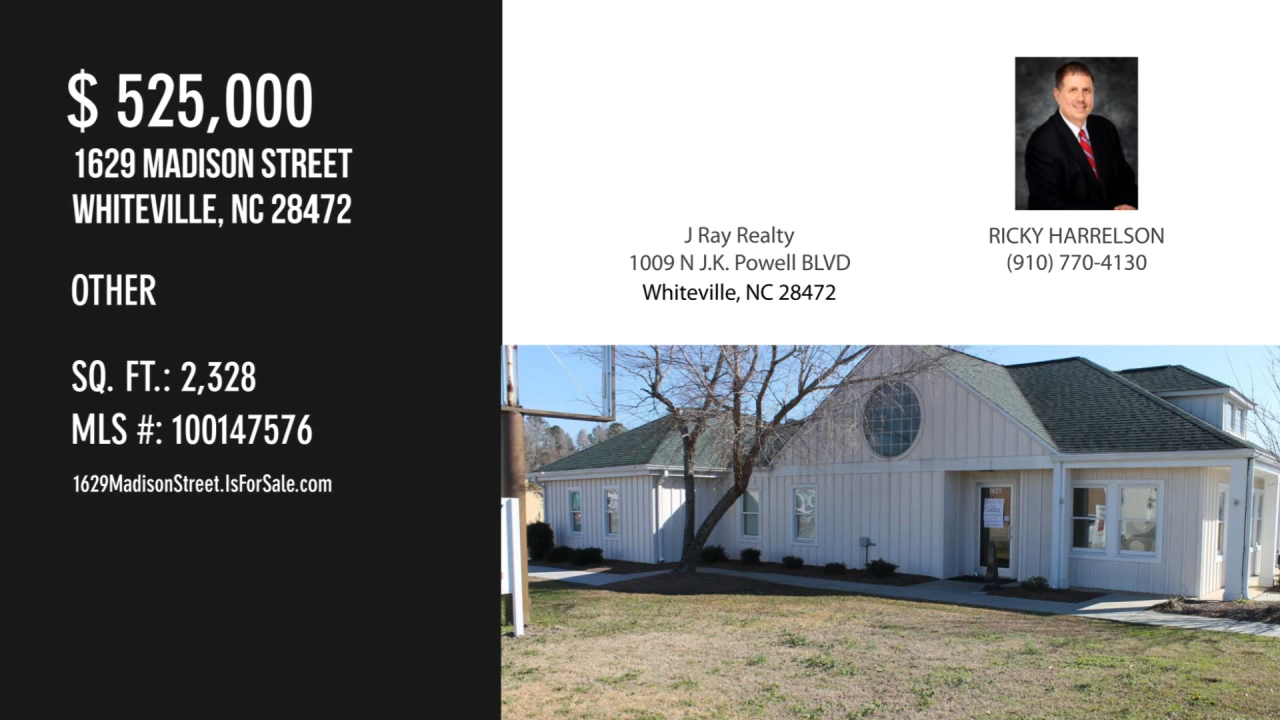 $ 525,000
1629 MADISON STREET
WHITEVILLE, NC 28472
OTHER
SQ. FT.: 2,328
MLS #: 100147576
1629MadisonStreet.IsForSale.com
J Ray Realty
1009 N J.K. Powell BLVD
Whiteville, NC 28472
RICKY HARRELSON
(910) 770-4130
1629